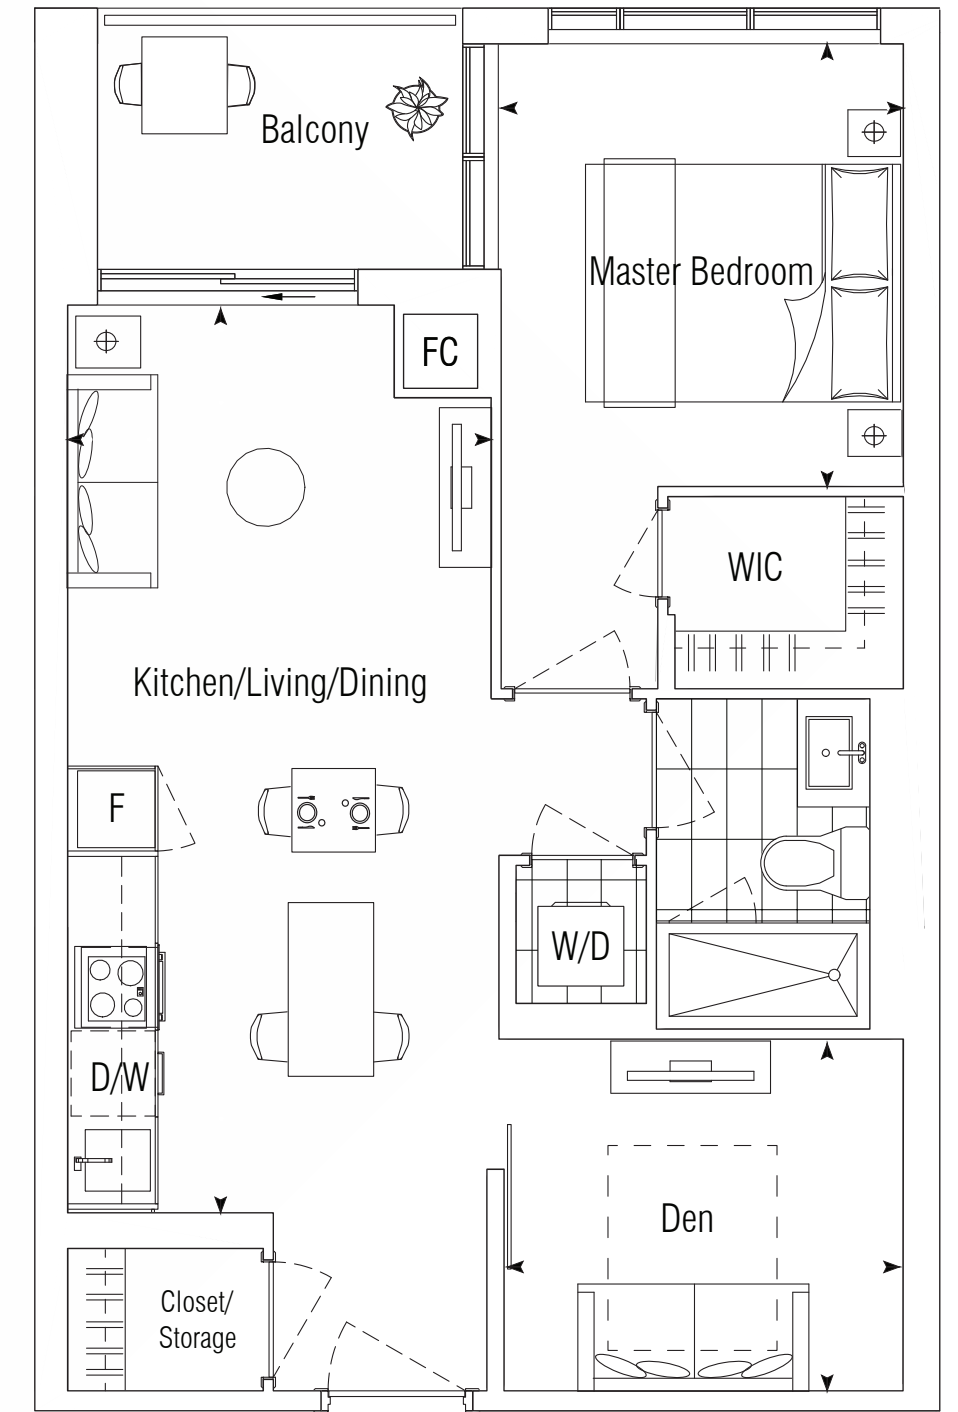 Balcony
Master Bedroom
FC
WIC
Kitchen/Living/Dining
F
W/D
D/W
Den
Closet/
Storage